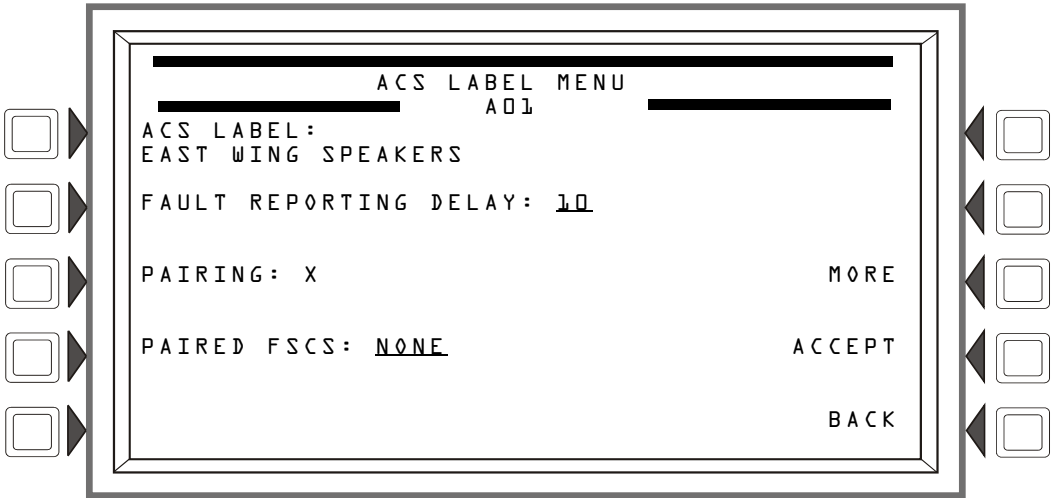 ACS LABEL MENU
A01
ACS LABEL:
EAST WING SPEAKERS
FAULT REPORTING DELAY: 10
PAIRING: X
MORE
PAIRED FSCS: NONE
ACCEPT
BACK